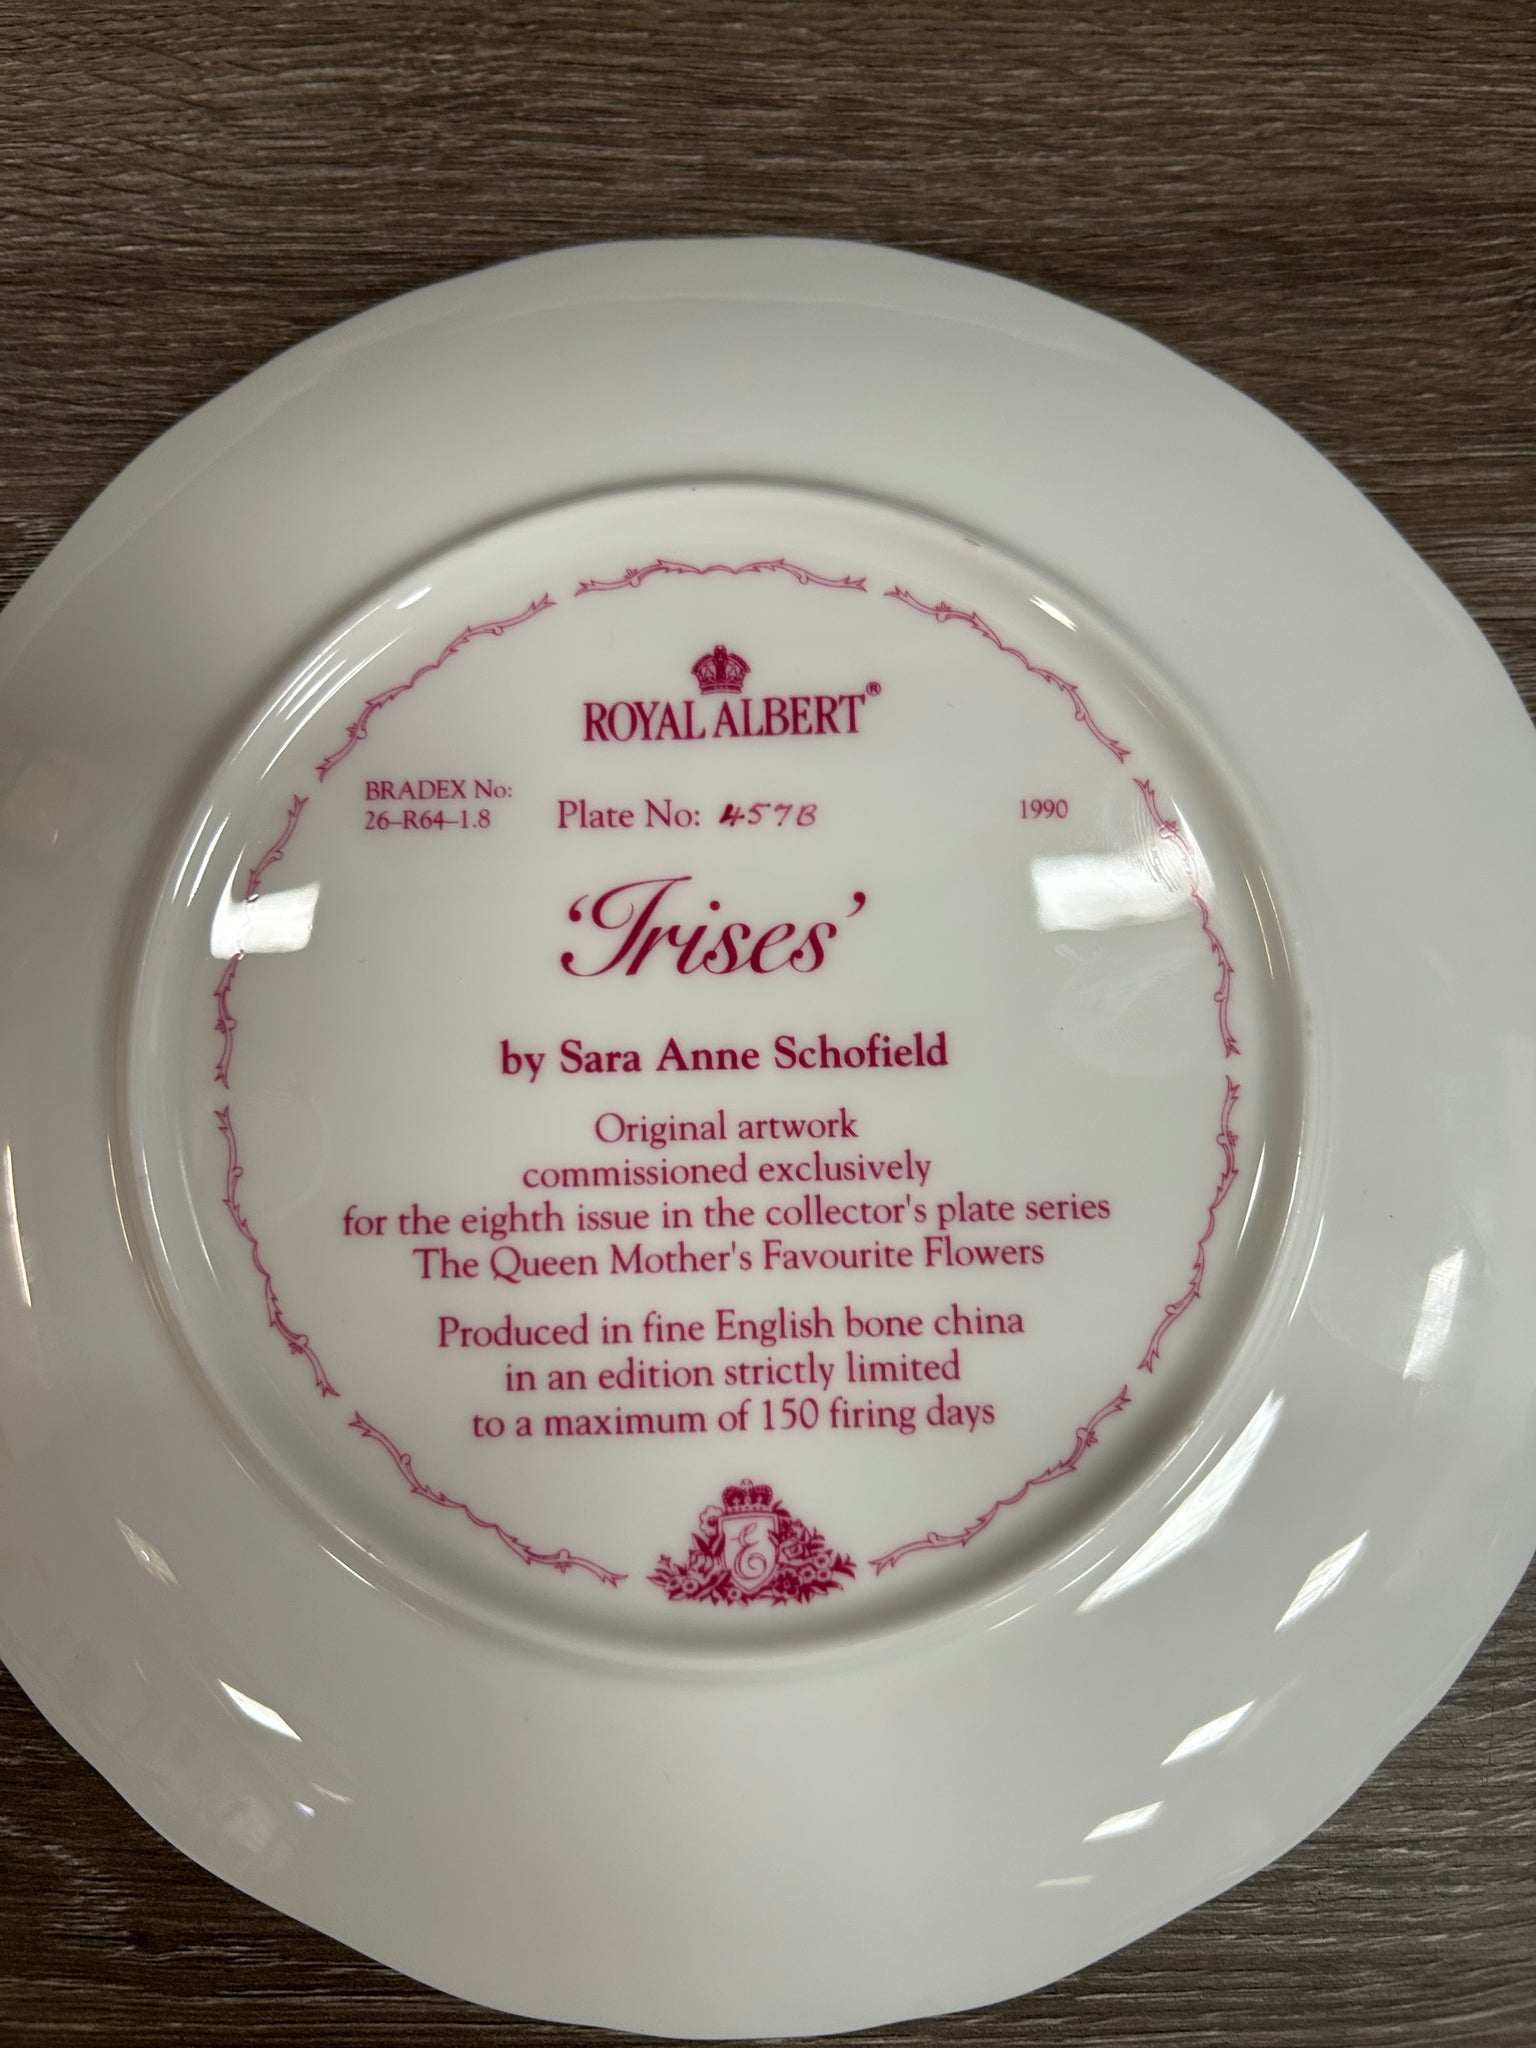 ROYAL ALBERT®
BRADEX No:
26–R64–1.8
Plate No: 457B
1990
‘Irises’
by Sara Anne Schofield
Original artwork
commissioned exclusively
for the eighth issue in the collector's plate series
The Queen Mother's Favourite Flowers
Produced in fine English bone china
in an edition strictly limited
to a maximum of 150 firing days
E